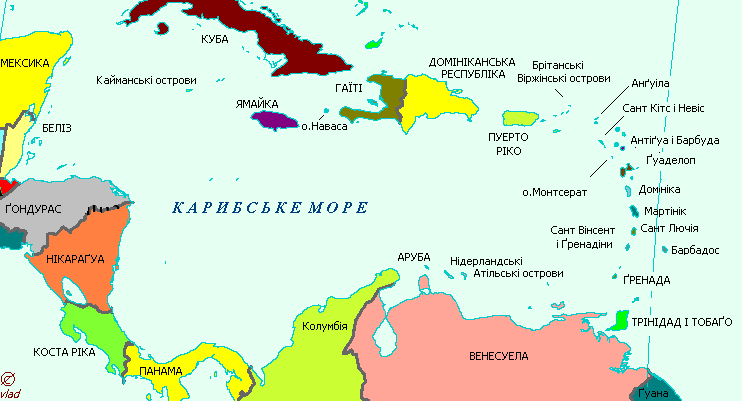 КУБА
МЕКСИКА
Кайманські острови
ГАЇТІ
ДОМІНІКАНСЬКА
РЕСПУБЛІКА
Брітанські
Віржінські острови
Анґуіла
ЯМАЙКА
о.Наваса
Сант Кітс і Невіс
БЕЛІЗ
ПУЕРТО
РІКО
Антіґуа і Барбуда
Ґуаделоп
о.Монтсерат
Домніка
ҐОНДУРАС
КАРИБСЬКЕ МОРЕ
Мартінік
Сант Вінсент
і Ґренадіни
Сант Лючія
Барбадос
НІКАРАҐУА
АРУБА
Нідерландські
Атільські острови
ҐРЕНАДА
Колумбія
ТРІНІДАД І ТОБАҐО
КОСТА РІКА
ПАНАМА
ВЕНЕСУЕЛА
Ґуана
vlad